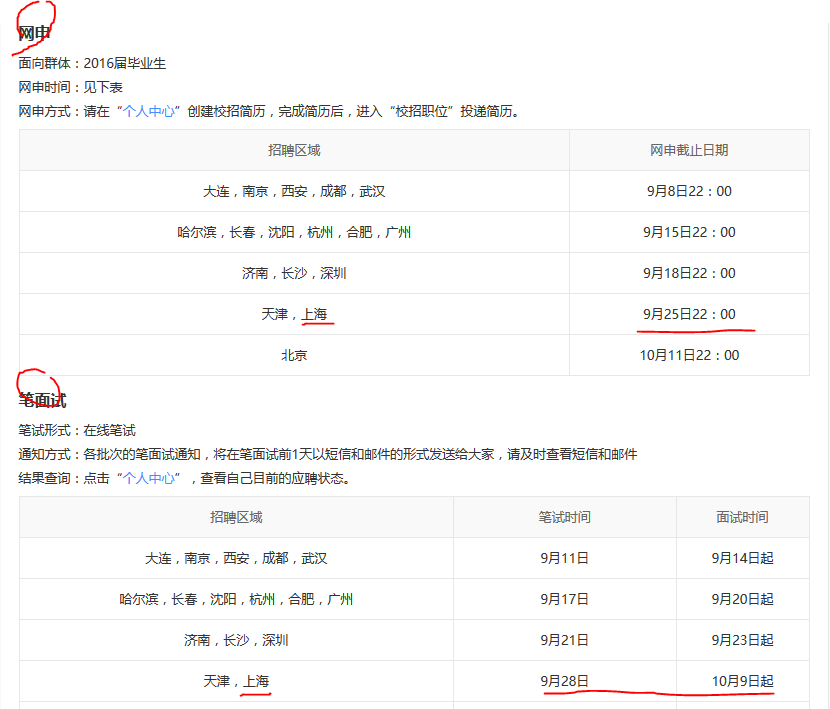 网申
面向群体：2016届毕业生
网申时间：见下表
网申方式：请在“个人中心”创建校招简历，完成简历后，进入“校招职位”投递简历。
招聘区域 网申截止日期
大连，南京，西安，成都，武汉 9月8日22：00
哈尔滨，长春，沈阳，杭州，合肥，广州 9月15日22：00
济南，长沙，深圳 9月18日22：00
天津，上海 9月25日22：00
北京 10月11日22：00
笔面试
笔试形式：在线笔试
通知方式：各批次的笔面试通知，将在笔面试前1天以短信和邮件的形式发送给大家，请及时查看短信和邮件
结果查询：点击“个人中心”，查看自己目前的应聘状态。
招聘区域 笔试时间 面试时间
大连，南京，西安，成都，武汉 9月11日 9月14日起
哈尔滨，长春，沈阳，杭州，合肥，广州 9月17日 9月20日起
济南，长沙，深圳 9月21日 9月23日起
天津，上海 9月28日 10月9日起